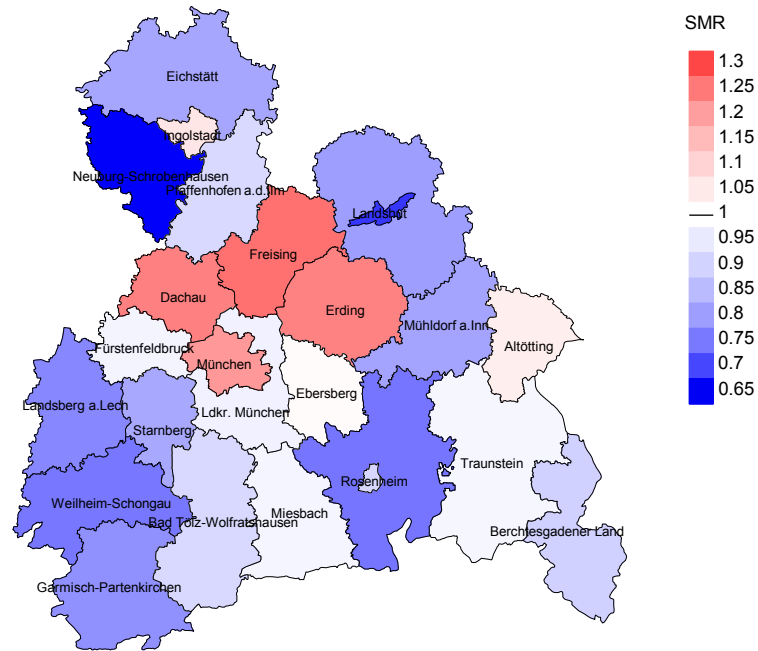 SMR
1.3
1.25
1.2
1.15
1.1
1.05
1
0.95
0.9
0.85
0.8
0.75
0.7
0.65
Eichstätt
Ingolstadt
Neuburg-Schrobenhausen
Pfaffenhofen a.d.Ilm
Landshut
Freising
Dachau
Erding
Mühldorf a.Inn
Altötting
Fürstenfeldbruck
München
Ebersberg
Landsberg a.Lech
Ldkr. München
Starnberg
Traunstein
Rosenheim
Weilheim-Schongau
Miesbach
Bad Tölz-Wolfratshausen
Berchtesgadener Land
Garmisch-Partenkirchen